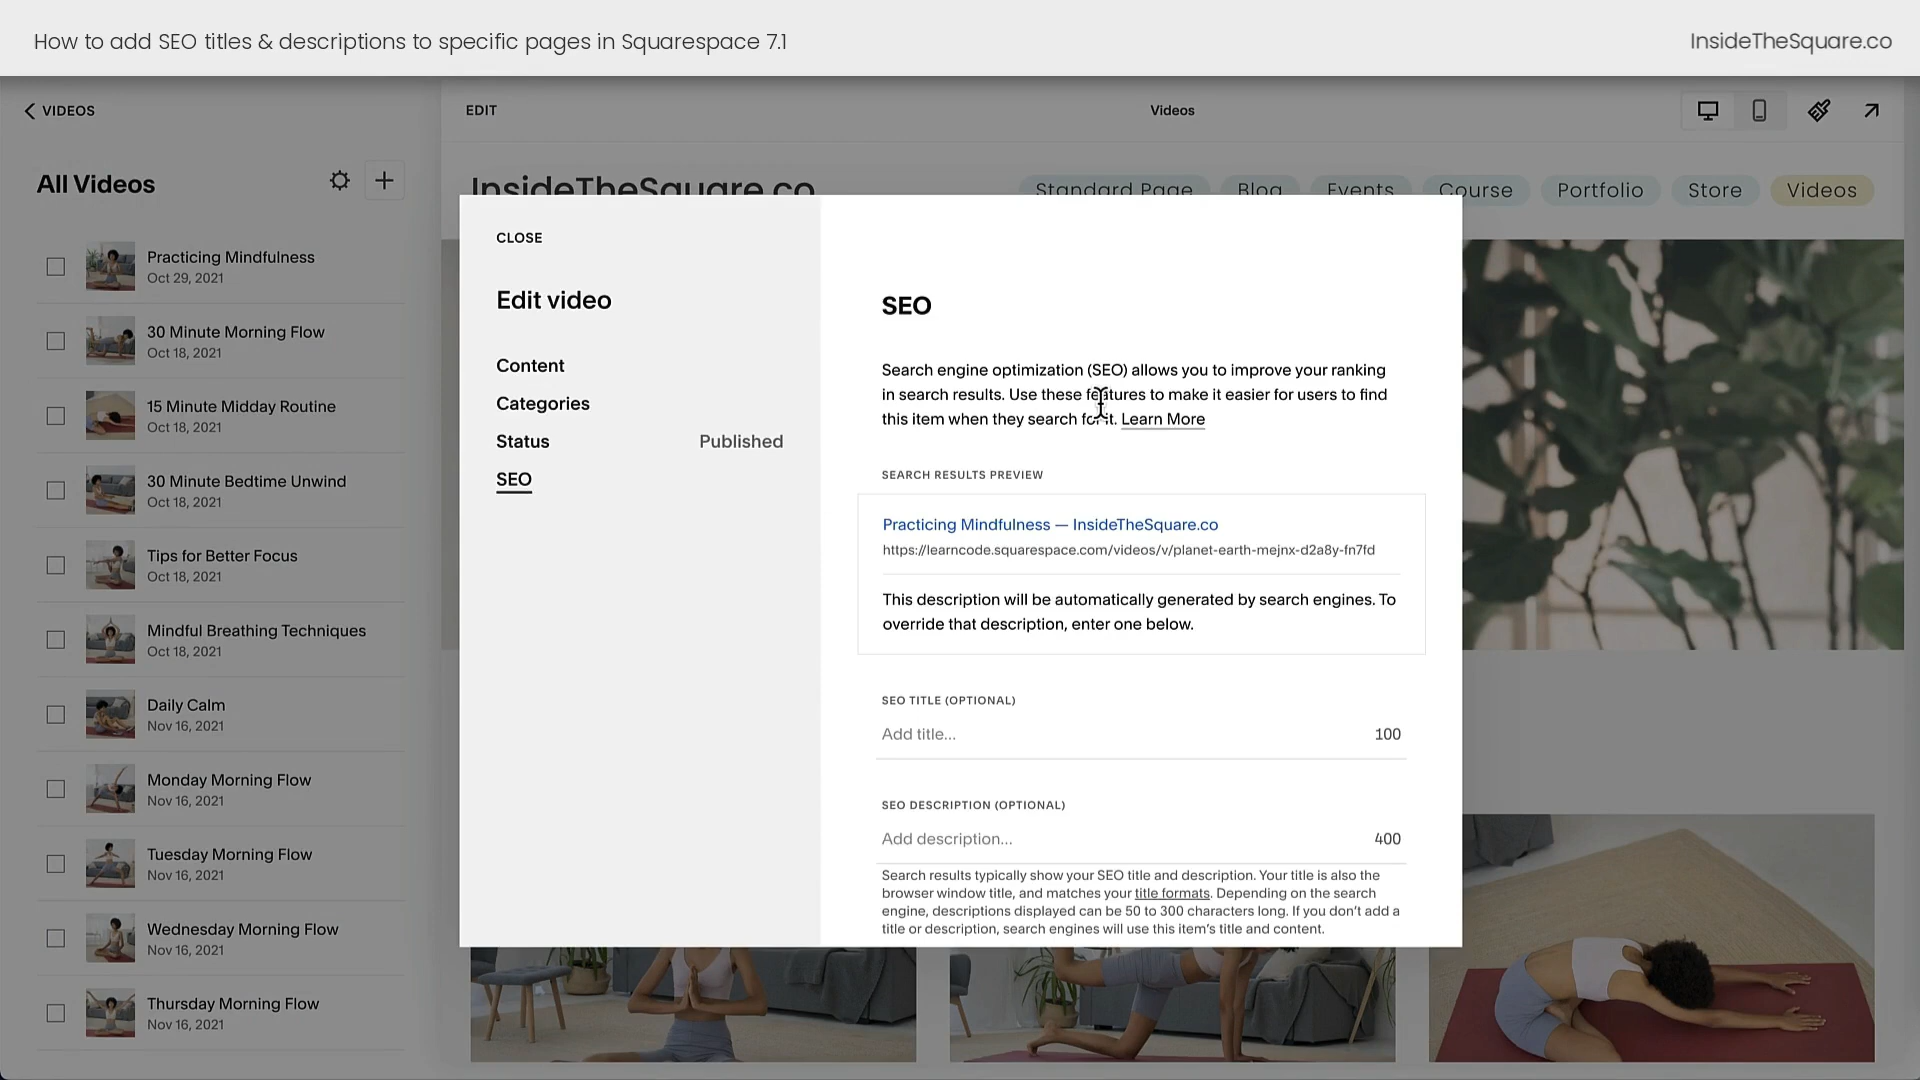 How to add SEO titles & descriptions to specific pages in Squarespace 7.1
InsideTheSquare.co
VIDEOS
EDIT
Videos
All Videos
InsideTheSquare.co
Standard Page
Blog
Events
Course
Portfolio
Store
Videos
Practicing Mindfulness
Oct 29, 2021
30 Minute Morning Flow
Oct 18, 2021
15 Minute Midday Routine
Oct 18, 2021
30 Minute Bedtime Unwind
Oct 18, 2021
Tips for Better Focus
Oct 18, 2021
Mindful Breathing Techniques
Oct 18, 2021
Daily Calm
Nov 16, 2021
Monday Morning Flow
Nov 16, 2021
Tuesday Morning Flow
Nov 16, 2021
Wednesday Morning Flow
Nov 16, 2021
Thursday Morning Flow
Nov 16, 2021
CLOSE
Edit video
Content
Categories
Status Published
SEO
SEO
Search engine optimization (SEO) allows you to improve your ranking
in search results. Use these features to make it easier for users to find
this item when they search for it. Learn More
SEARCH RESULTS PREVIEW
Practicing Mindfulness — InsideTheSquare.co
https://learncode.squarespace.com/videos/v/planet-earth-mejnx-d2a8y-fn7fd
This description will be automatically generated by search engines. To
override that description, enter one below.
SEO TITLE (OPTIONAL)
Add title... 100
SEO DESCRIPTION (OPTIONAL)
Add description... 400
Search results typically show your SEO title and description. Your title is also the
browser window title, and matches your title formats. Depending on the search
engine, descriptions displayed can be 50 to 300 characters long. If you don't add a
title or description, search engines will use this item's title and content.